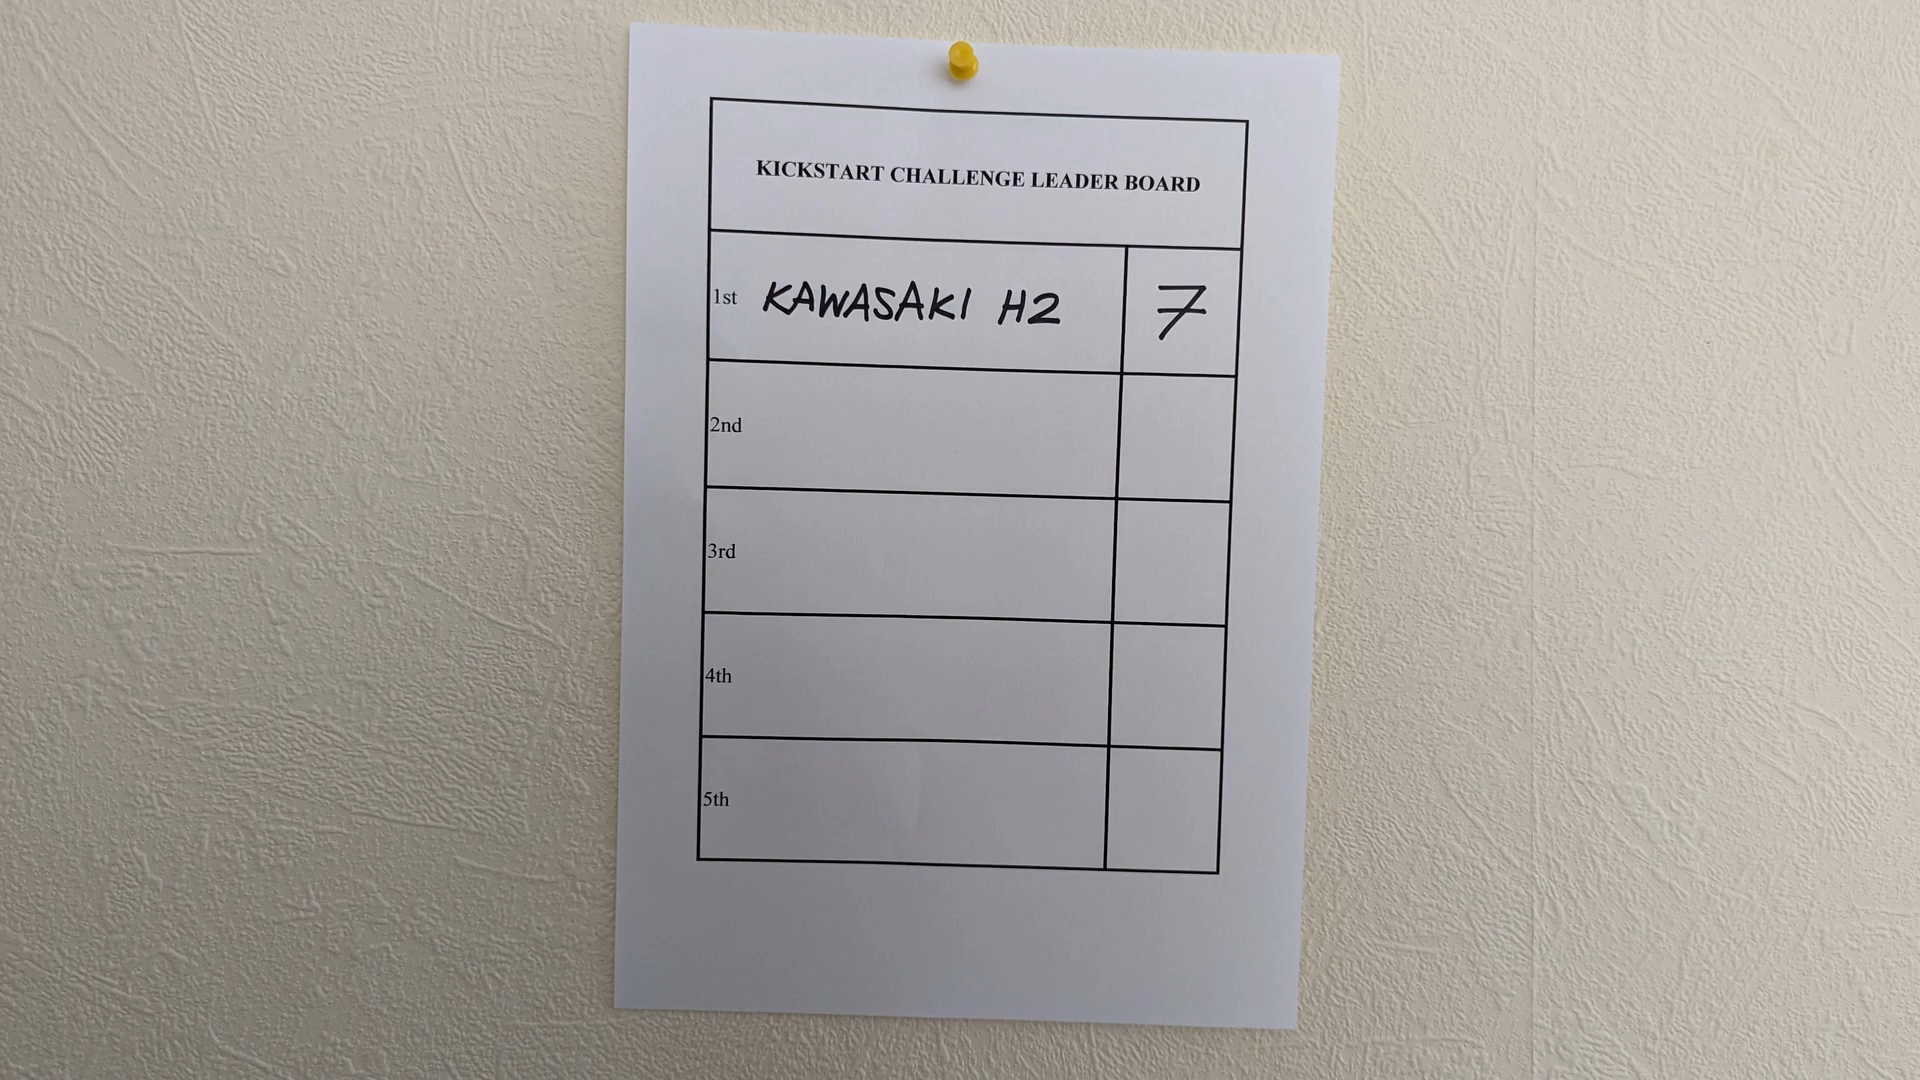 KICKSTART CHALLENGE LEADER BOARD
1st KAWASAKI H2 7
2nd
3rd
4th
5th